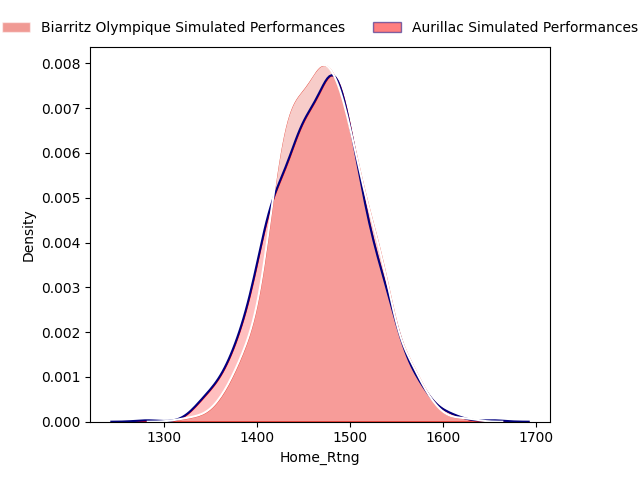 Biarritz Olympique Simulated Performances Aurillac Simulated Performances
0.008
0.007
0.006
0.005
0.004
0.003
0.002
0.001
0.000
Density
1300 1400 1500 1600 1700
Home_Rtng